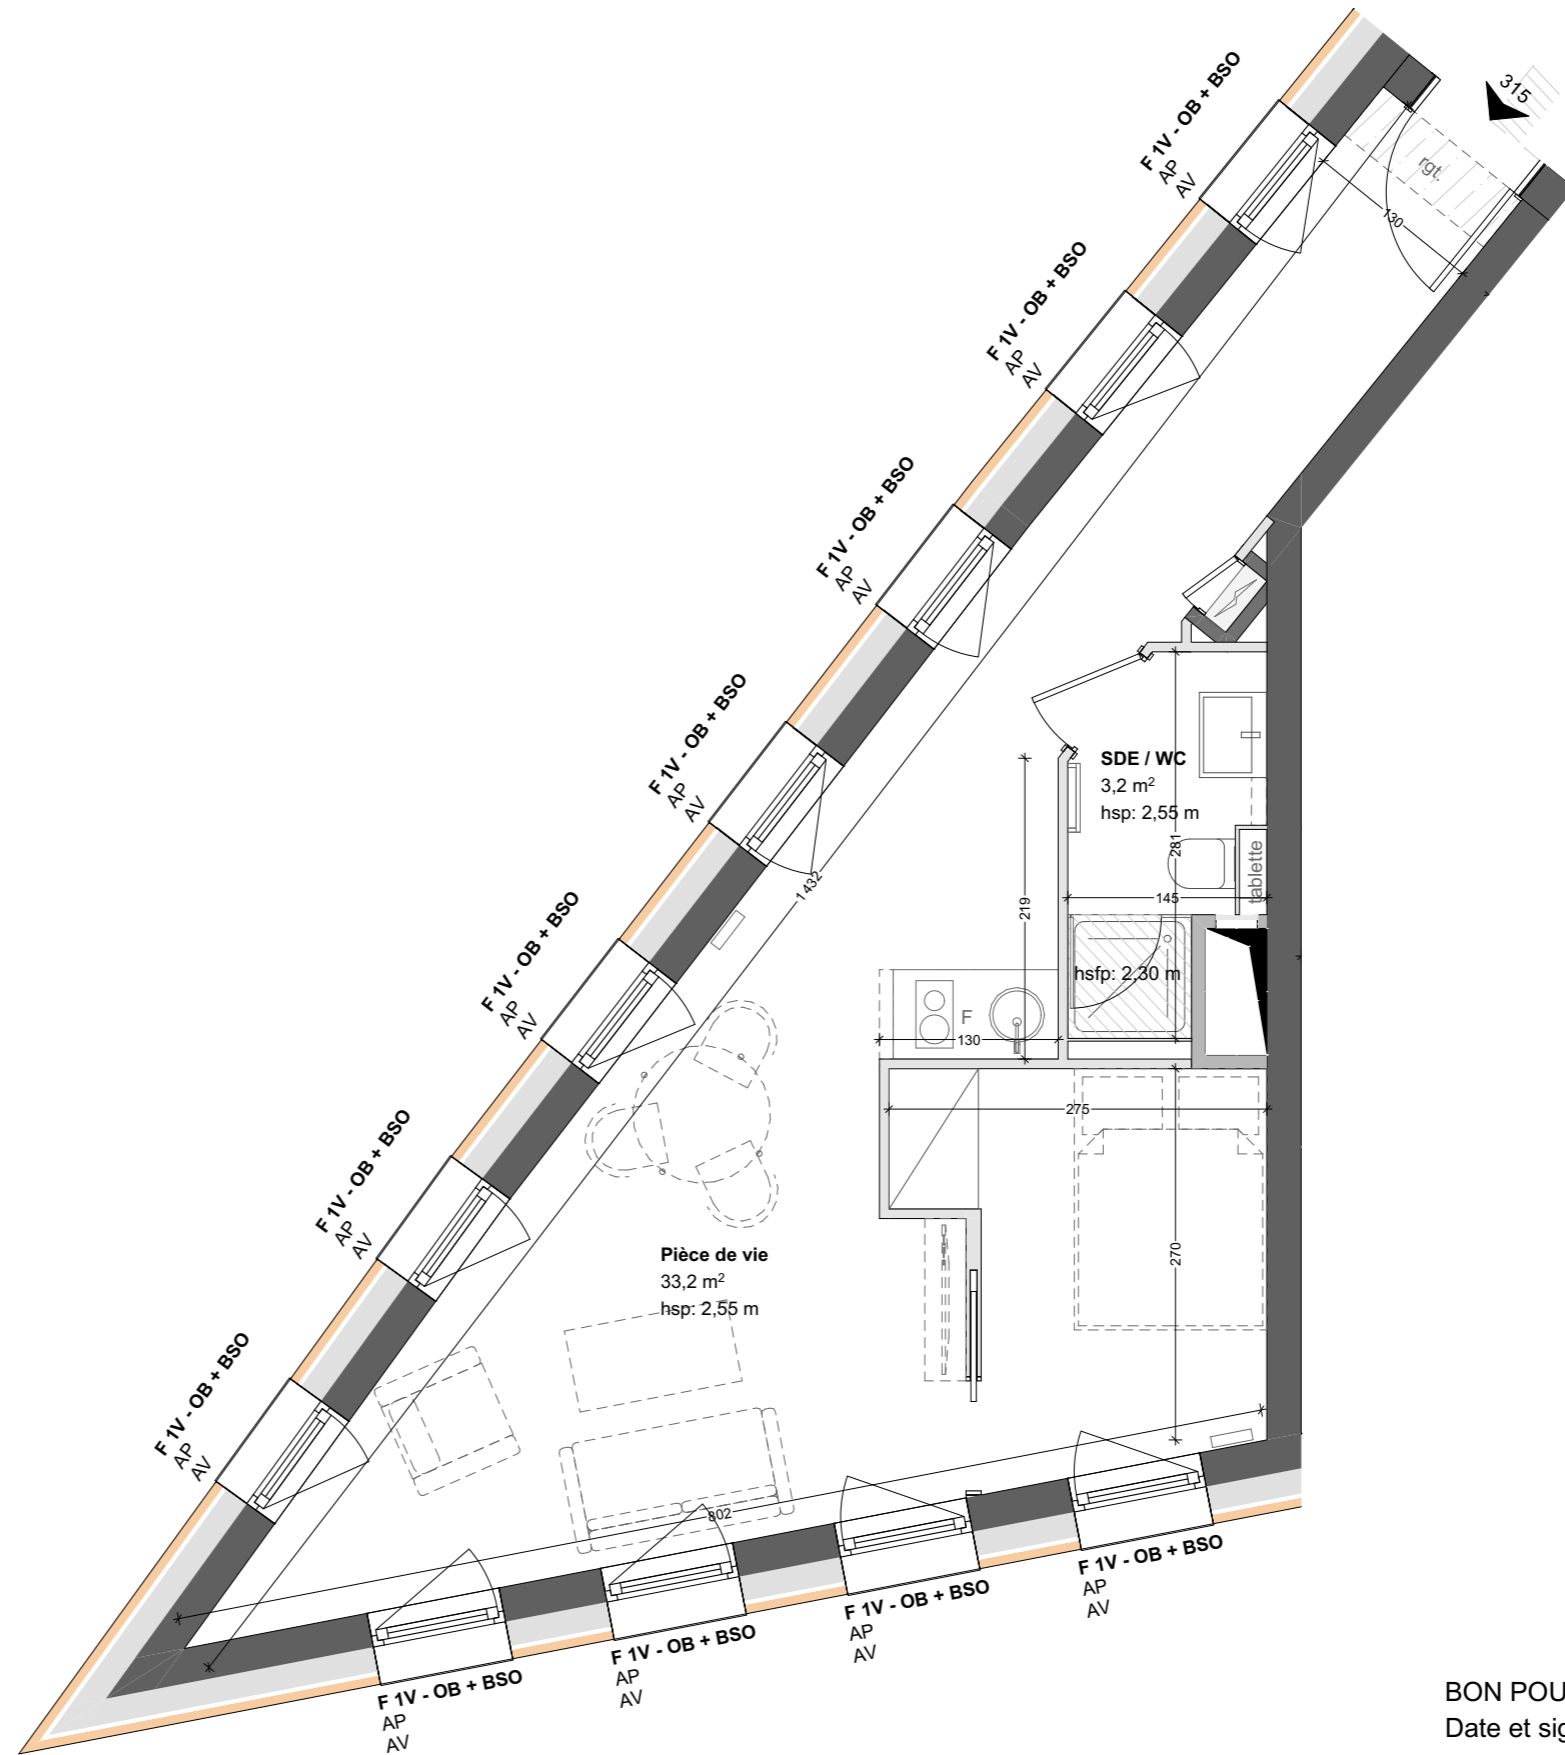 315
rgt.
130
F 1V - OB + BSO
AP
AV
F 1V - OB + BSO
AP
AV
F 1V - OB + BSO
AP
AV
F 1V - OB + BSO
AP
AV
F 1V - OB + BSO
AP
AV
F 1V - OB + BSO
AP
AV
F 1V - OB + BSO
AP
AV
1432
SDE / WC
3,2 m²
hsp: 2,55 m
281
tablette
145
219
hsfp: 2,30 m
F
130
275
270
Pièce de vie
33,2 m²
hsp: 2,55 m
802
F 1V - OB + BSO
AP
AV
F 1V - OB + BSO
AP
AV
F 1V - OB + BSO
AP
AV
F 1V - OB + BSO
AP
AV
BON POU
Date et sig